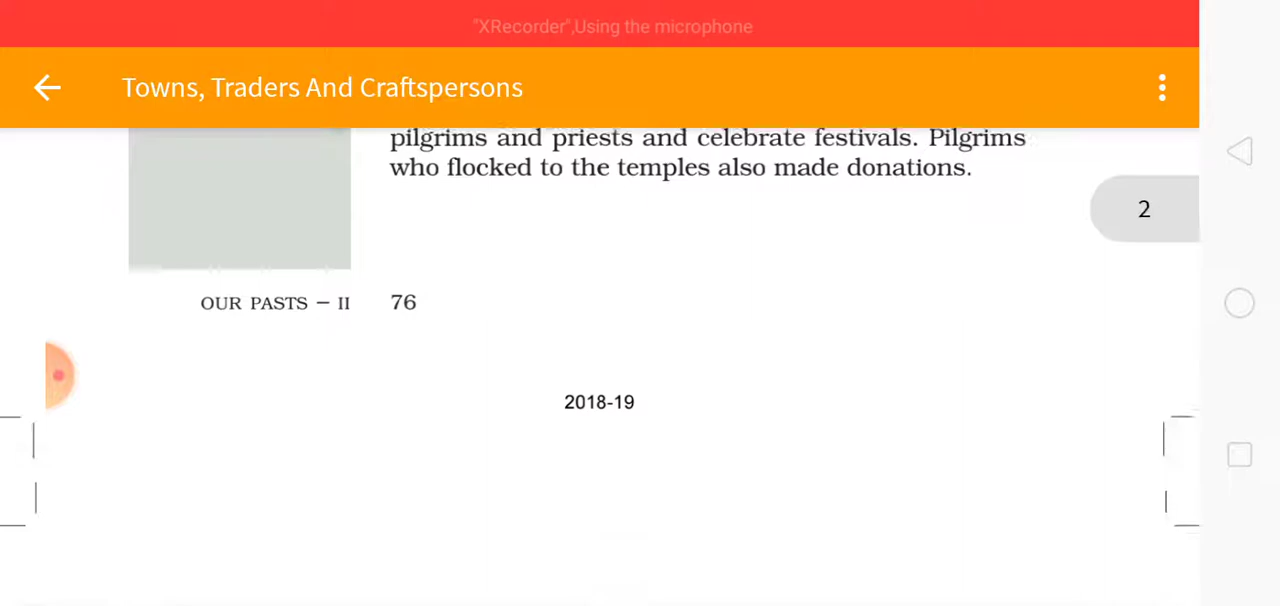 "XRecorder",Using the microphone
Towns, Traders And Craftspersons
pilgrims and priests and celebrate festivals. Pilgrims
who flocked to the temples also made donations.
2
OUR PASTS – II 76
2018-19